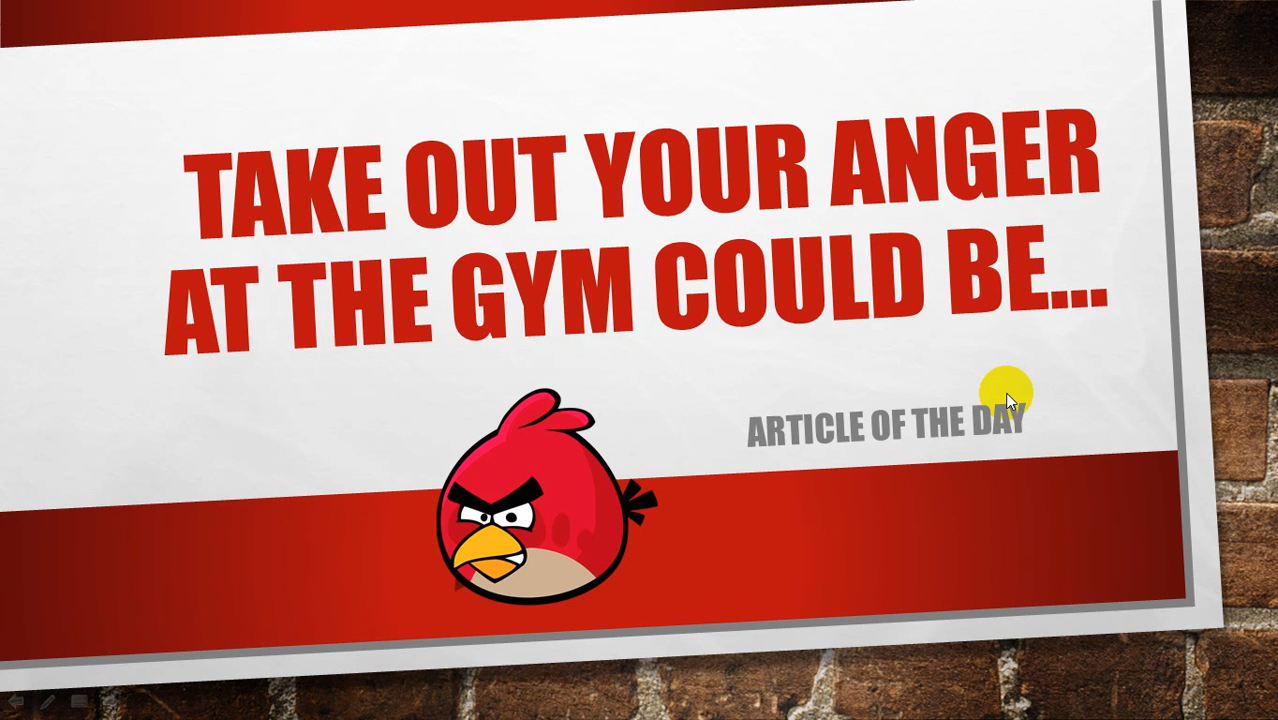 TAKE OUT YOUR ANGER
AT THE GYM COULD BE...
ARTICLE OF THE DAY